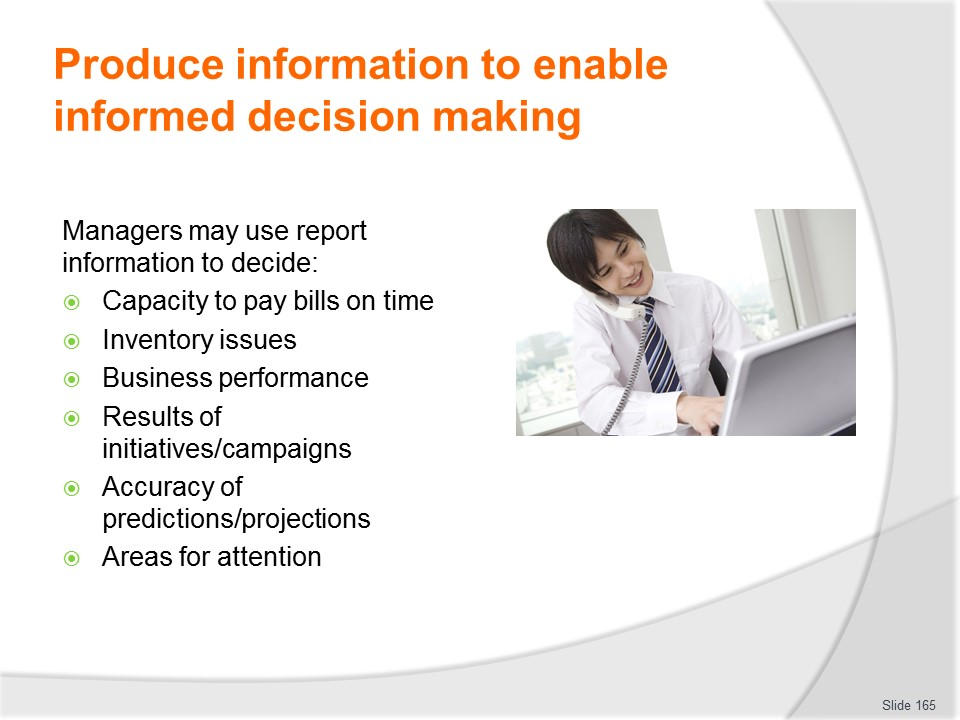 Produce information to enable
informed decision making
Managers may use report
information to decide:
Capacity to pay bills on time
Inventory issues
Business performance
Results of
initiatives/campaigns
Accuracy of
predictions/projections
Areas for attention
Slide 165